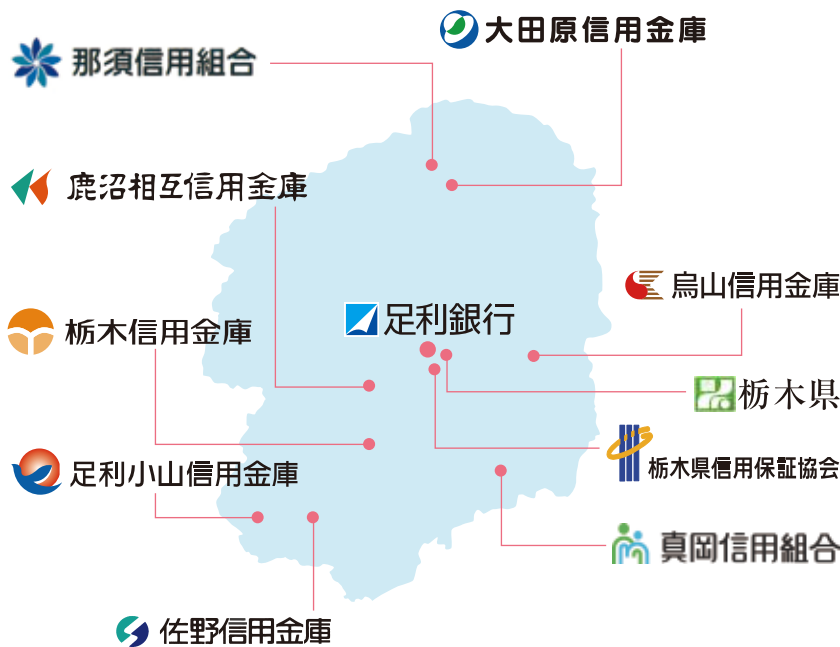 大田原信用金庫
那須信用組合
鹿沼相互信用金庫
烏山信用金庫
足利銀行
栃木信用金庫
栃木県
栃木県信用保証協会
足利小山信用金庫
真岡信用組合
佐野信用金庫